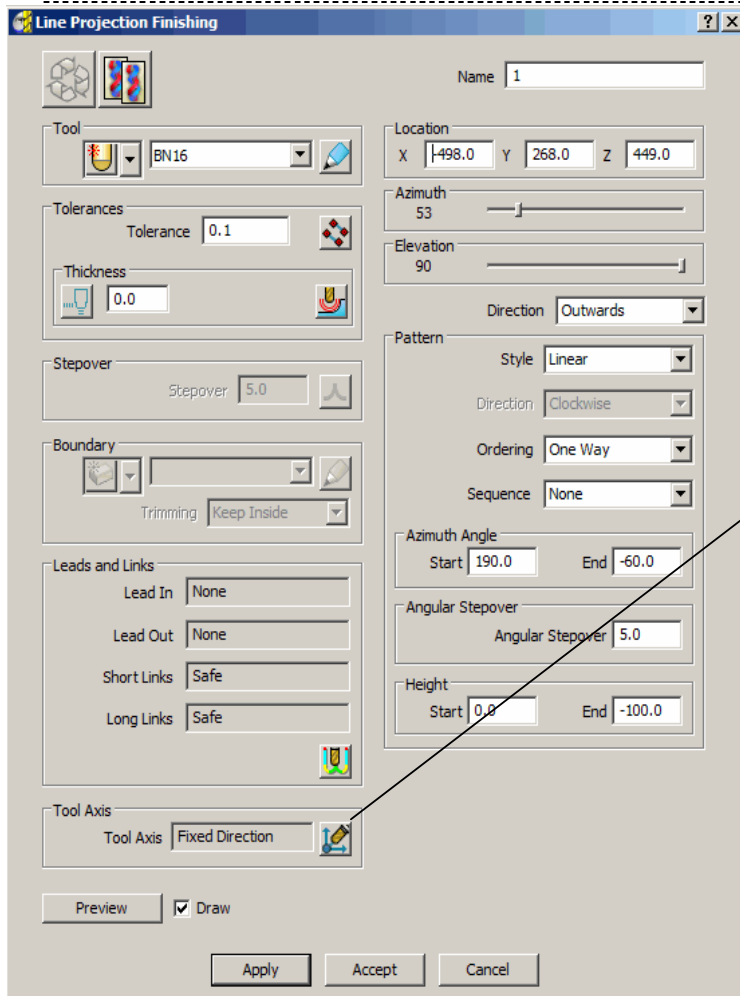 Line Projection Finishing
Name 1
Tool
BN16
Tolerances
Tolerance 0.1
Thickness
0.0
Stepover
Stepover 5.0
Boundary
Trimming Keep Inside
Leads and Links
Lead In None
Lead Out None
Short Links Safe
Long Links Safe
Tool Axis
Tool Axis Fixed Direction
Preview Draw
Location
X -498.0 Y 268.0 Z 449.0
Azimuth
53
Elevation
90
Direction Outwards
Pattern
Style Linear
Direction Clockwise
Ordering One Way
Sequence None
Azimuth Angle
Start 190.0 End -60.0
Angular Stepover
Angular Stepover 5.0
Height
Start 0.0 End -100.0
Apply Accept Cancel